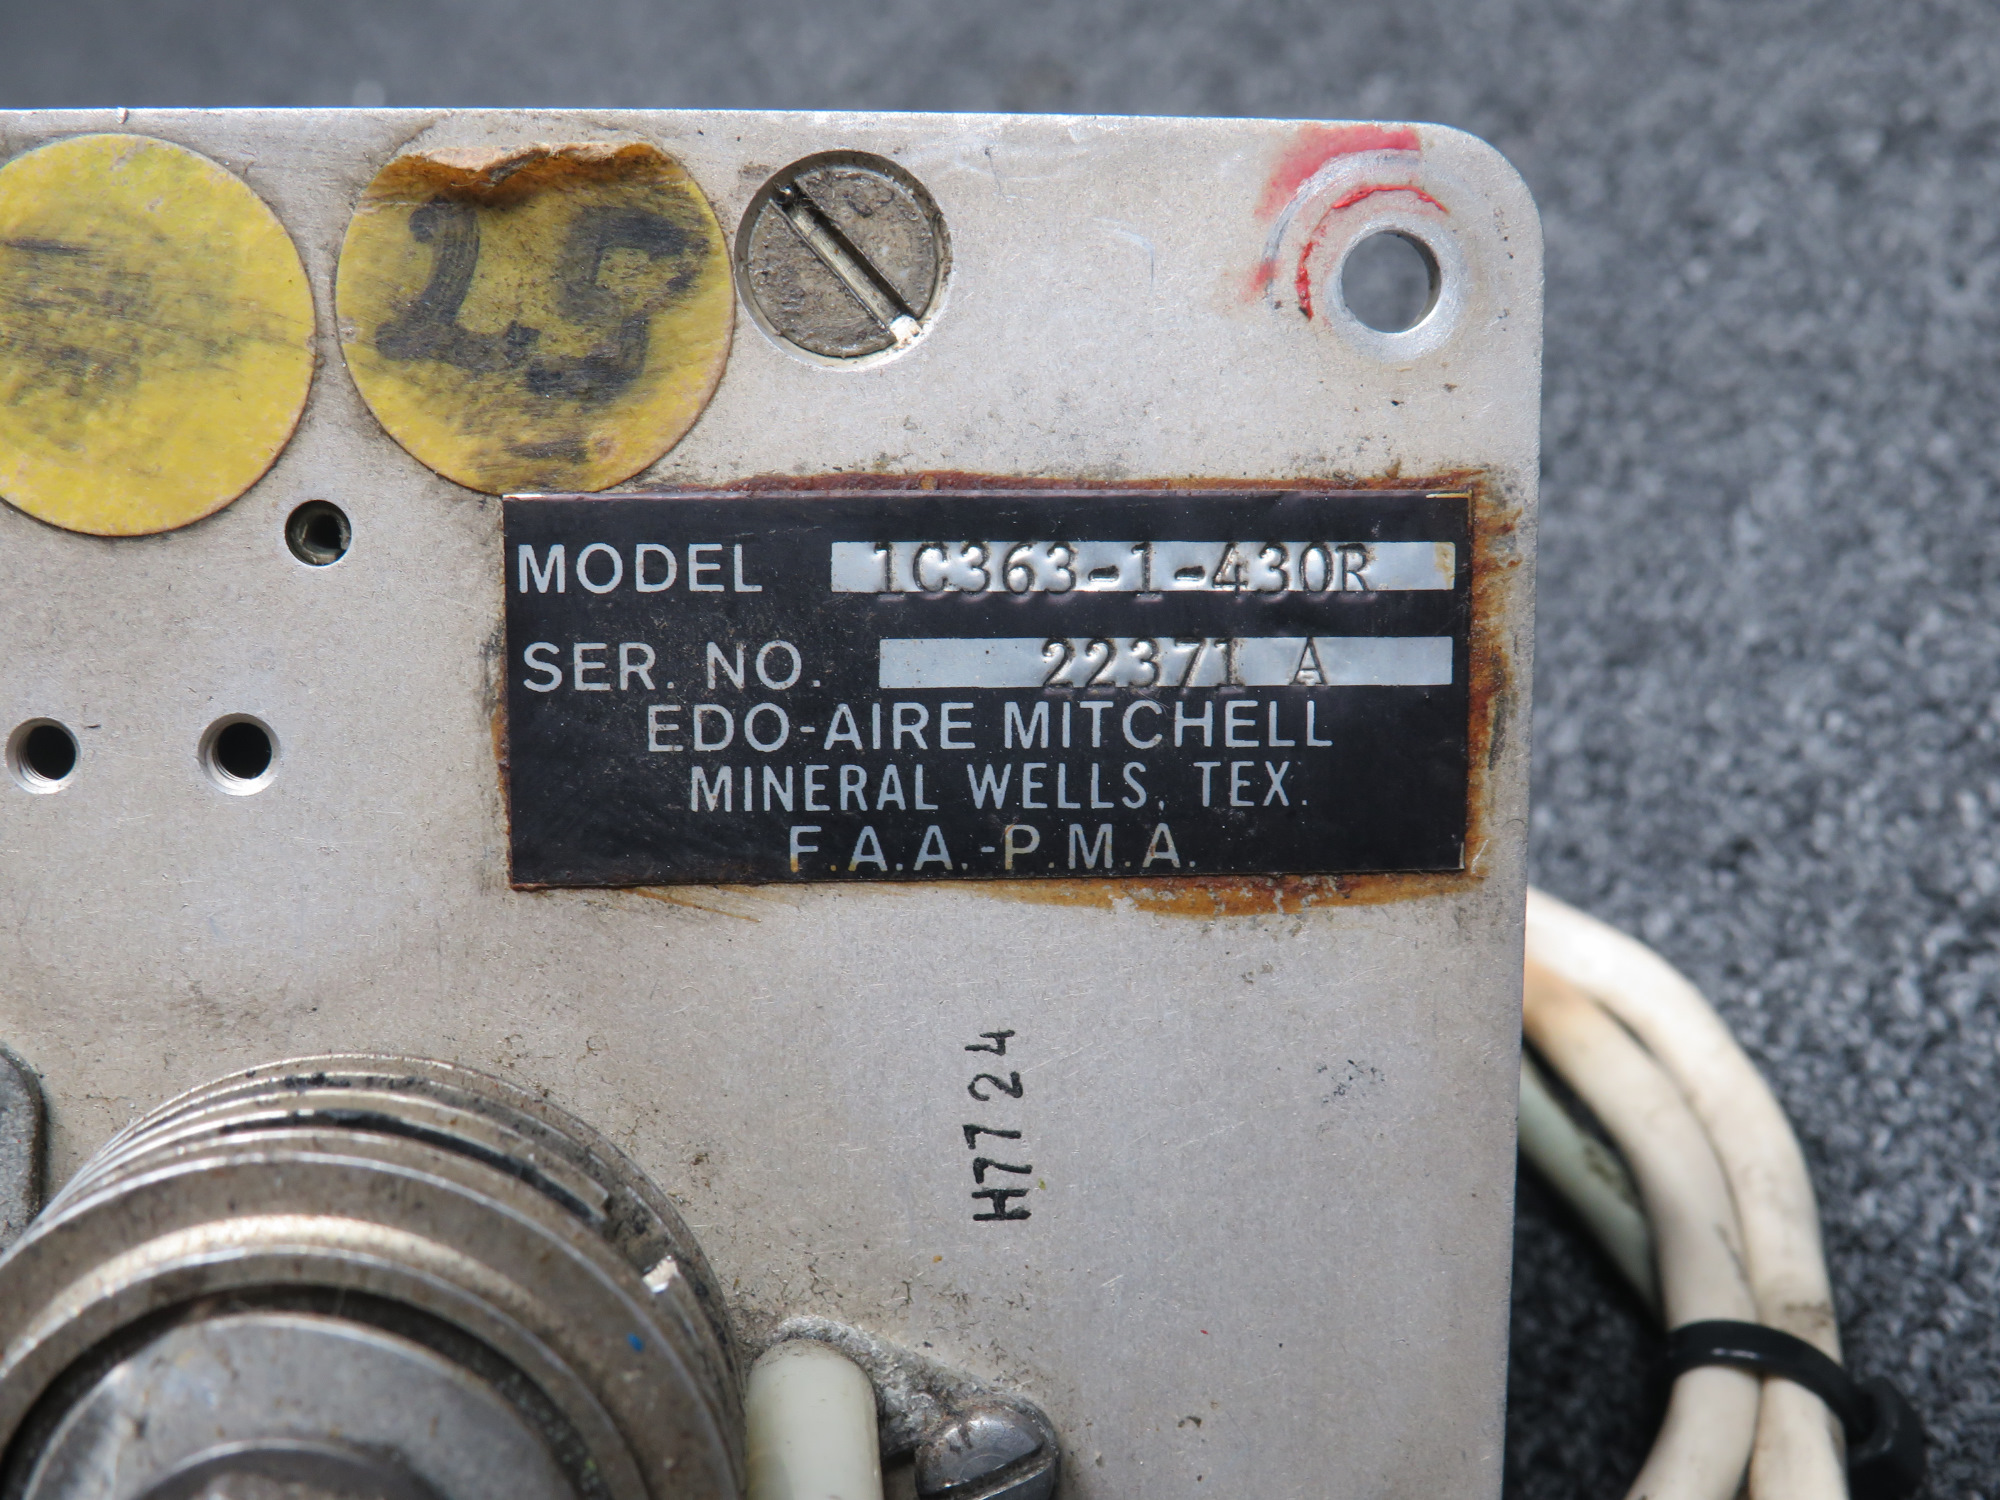 MODEL 1C363-1-430R
SER. NO. 22371 A
EDO-AIRE MITCHELL
MINERAL WELLS, TEX.
F.A.A.-P.M.A.
H7724